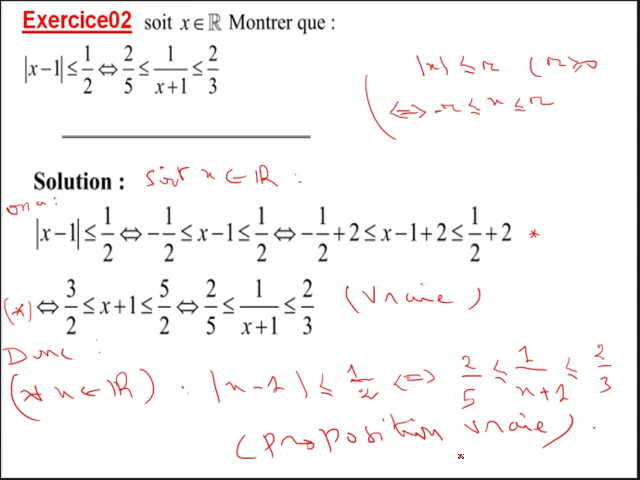 Exercice02 soit x∈ℝ Montrer que :
|x−1| ≤ 1/2 ⇔ 2/5 ≤ 1/(x+1) ≤ 2/3
|x| ≤ r (r≥0
⇔ -r ≤ x ≤ r
Solution : soit x ∈ ℝ :
on a:
|x−1| ≤ 1/2 ⇔ −1/2 ≤ x−1 ≤ 1/2 ⇔ −1/2+2 ≤ x−1+2 ≤ 1/2+2 *
(*) ⇔ 3/2 ≤ x+1 ≤ 5/2 ⇔ 2/5 ≤ 1/(x+1) ≤ 2/3 (Vraie)
Donc :
(∀x∈ℝ) : |x−1| ≤ 1/2 ⇔ 2/5 ≤ 1/(x+1) ≤ 2/3
(proposition vraie).